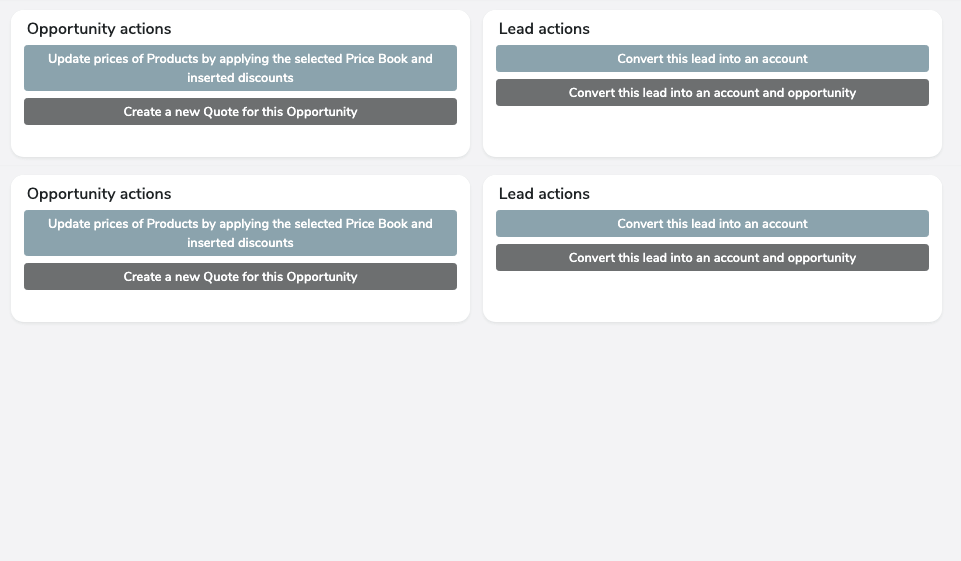 Opportunity actions
Update prices of Products by applying the selected Price Book and
inserted discounts
Create a new Quote for this Opportunity
Lead actions
Convert this lead into an account
Convert this lead into an account and opportunity
Opportunity actions
Update prices of Products by applying the selected Price Book and
inserted discounts
Create a new Quote for this Opportunity
Lead actions
Convert this lead into an account
Convert this lead into an account and opportunity